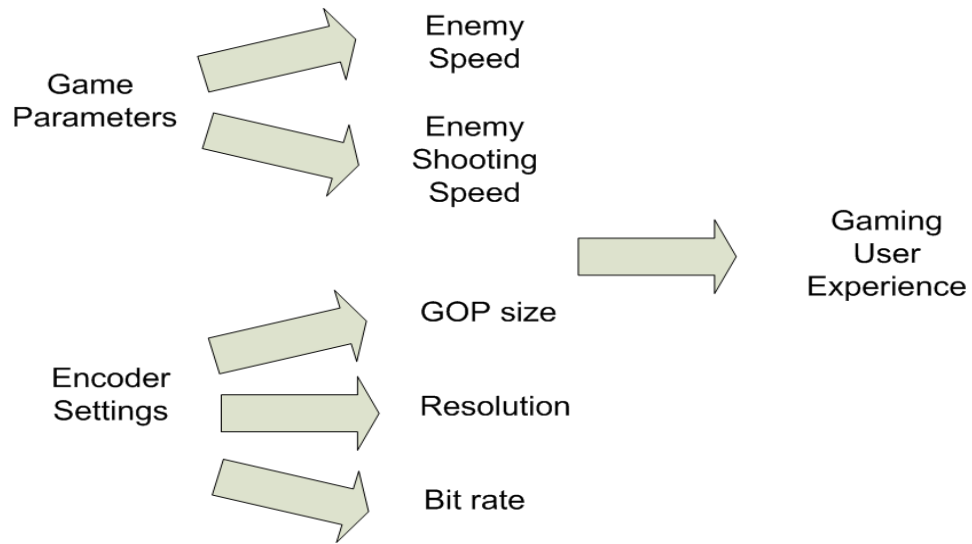 Game
Parameters
Enemy
Speed
Enemy
Shooting
Speed
Encoder
Settings
GOP size
Resolution
Bit rate
Gaming
User
Experience